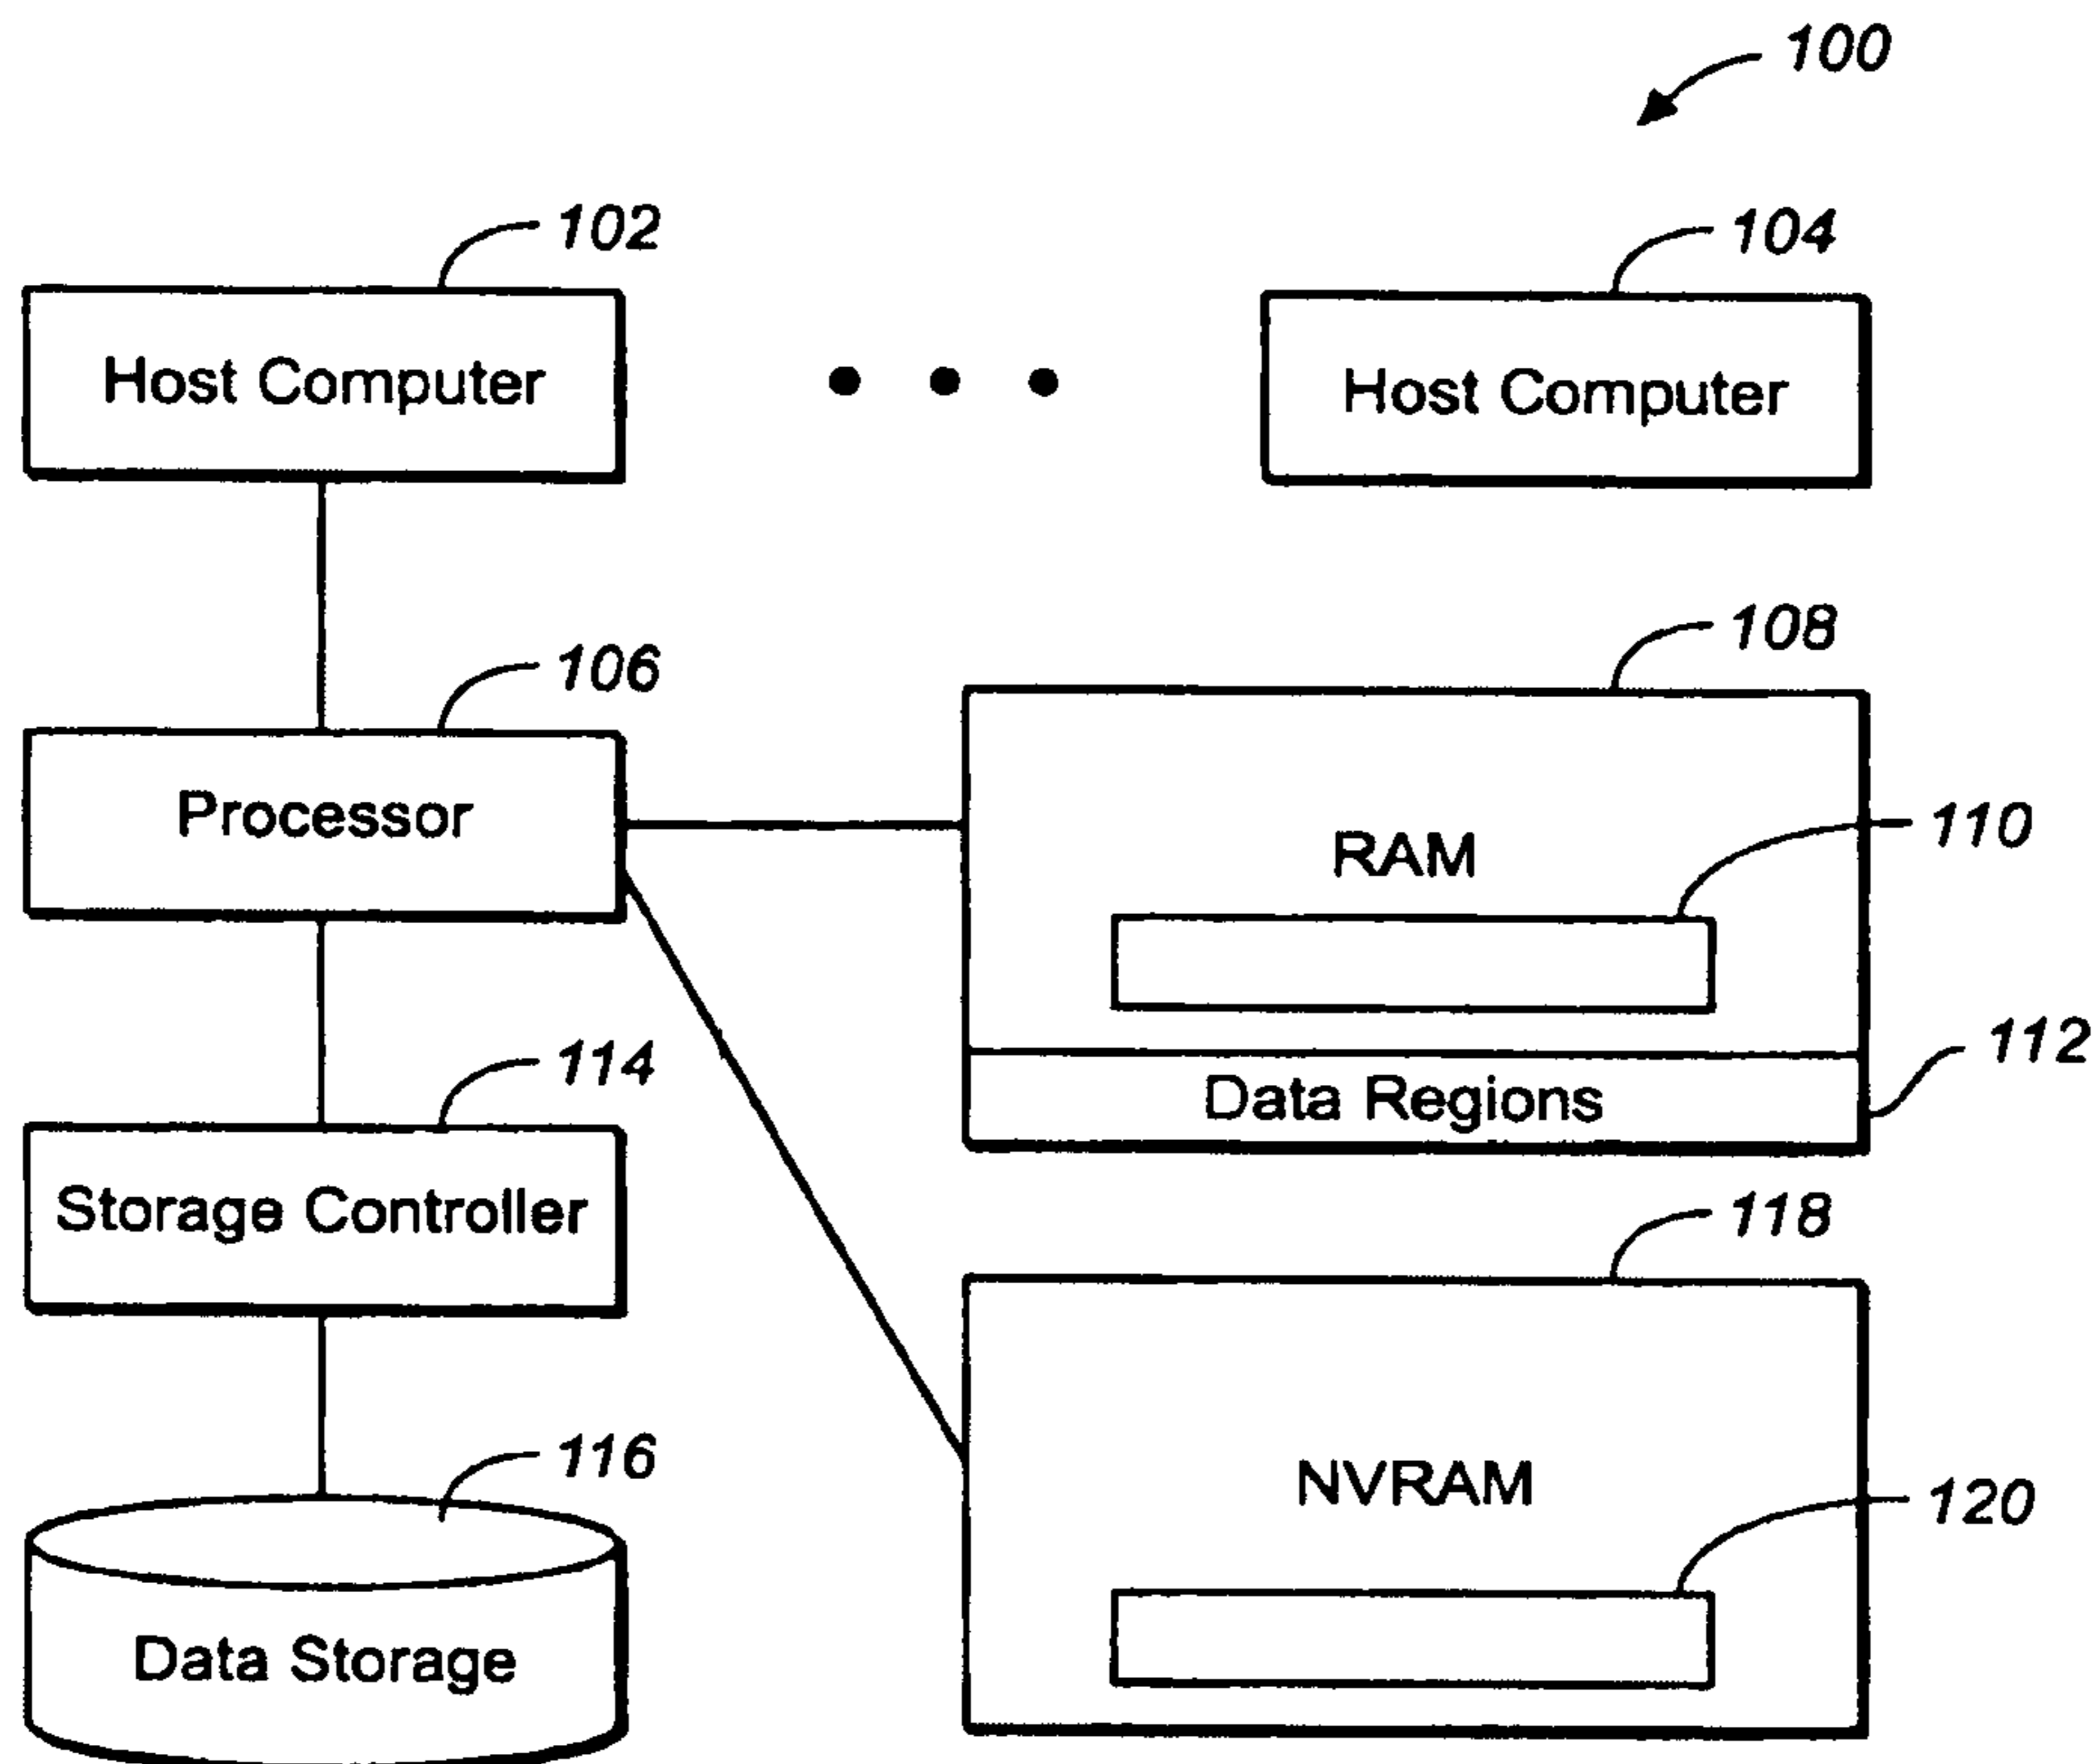 100
102
104
Host Computer
Host Computer
106
108
Processor
RAM
110
112
Data Regions
114
Storage Controller
118
116
NVRAM
120
Data Storage